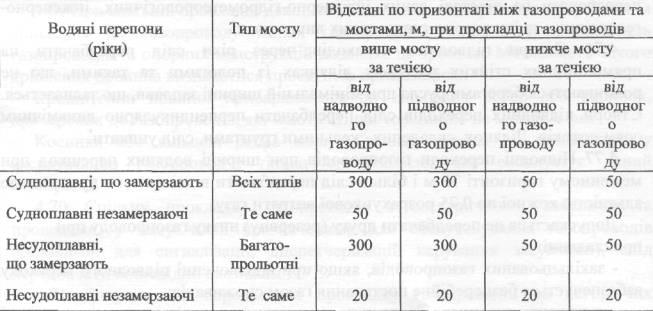 Водяні перепони
(ріки)
Тип мосту
Відстані по горизонталі між газопроводами та
мостами, м, при прокладці газопроводів
вище мосту
за течією
нижче мосту
за течією
від
надводно
го
газопро-
воду
від
підводног
о
газопрово
ду
від
надводно
го газо-
проводу
від
підводног
о
газопрово
ду
Судноплавні, що замерзають Всіх типів 300 300 50 50
Судноплавні незамерзаючі Те саме 50 50 50 50
Несудоплавні,
що замерзають
Багато-
прольотні
300 300 50 50
Несудоплавні незамерзаючі Те саме 20 20 20 20